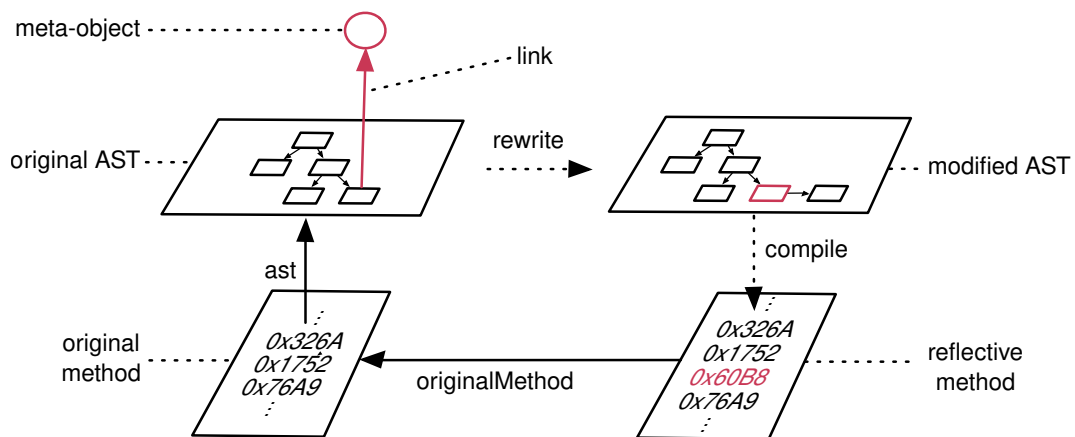 meta-object
link
original AST
rewrite
modified AST
ast
compile
original
method
0x326A
0x1752
0x76A9
originalMethod
0x326A
0x1752
0x60B8
0x76A9
reflective
method